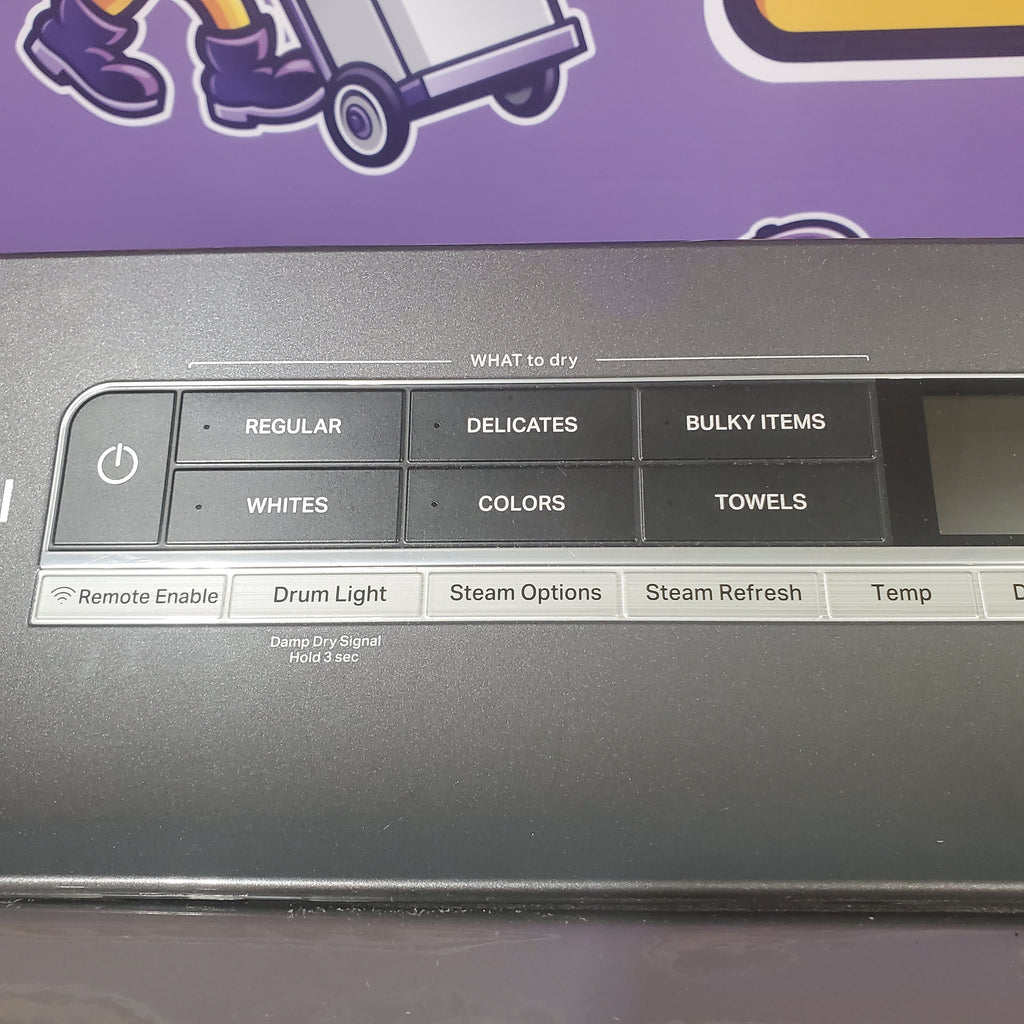 WHAT to dry
REGULAR
DELICATES
BULKY ITEMS
WHITES
COLORS
TOWELS
Remote Enable
Drum Light
Steam Options
Steam Refresh
Temp
Damp Dry Signal
Hold 3 sec